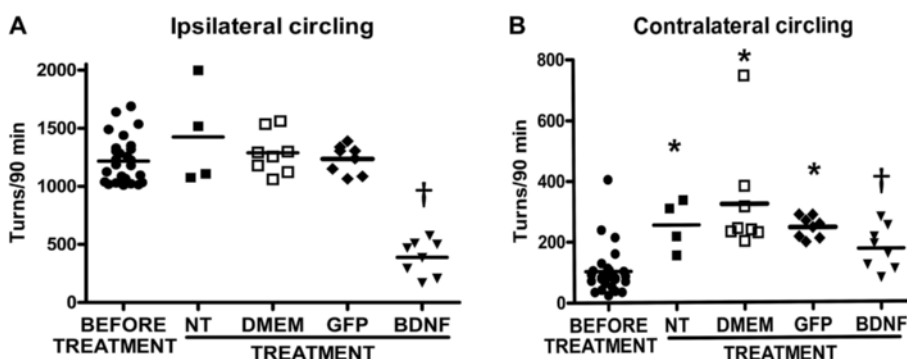 A
Ipsilateral circling
Turns/90 min
2000
1500
1000
500
0
†
BEFORE TREATMENT
NT
DMEM
GFP
BDNF
TREATMENT
B
Contralateral circling
Turns/90 min
800
600
400
200
0
*
*
*
†
BEFORE TREATMENT
NT
DMEM
GFP
BDNF
TREATMENT